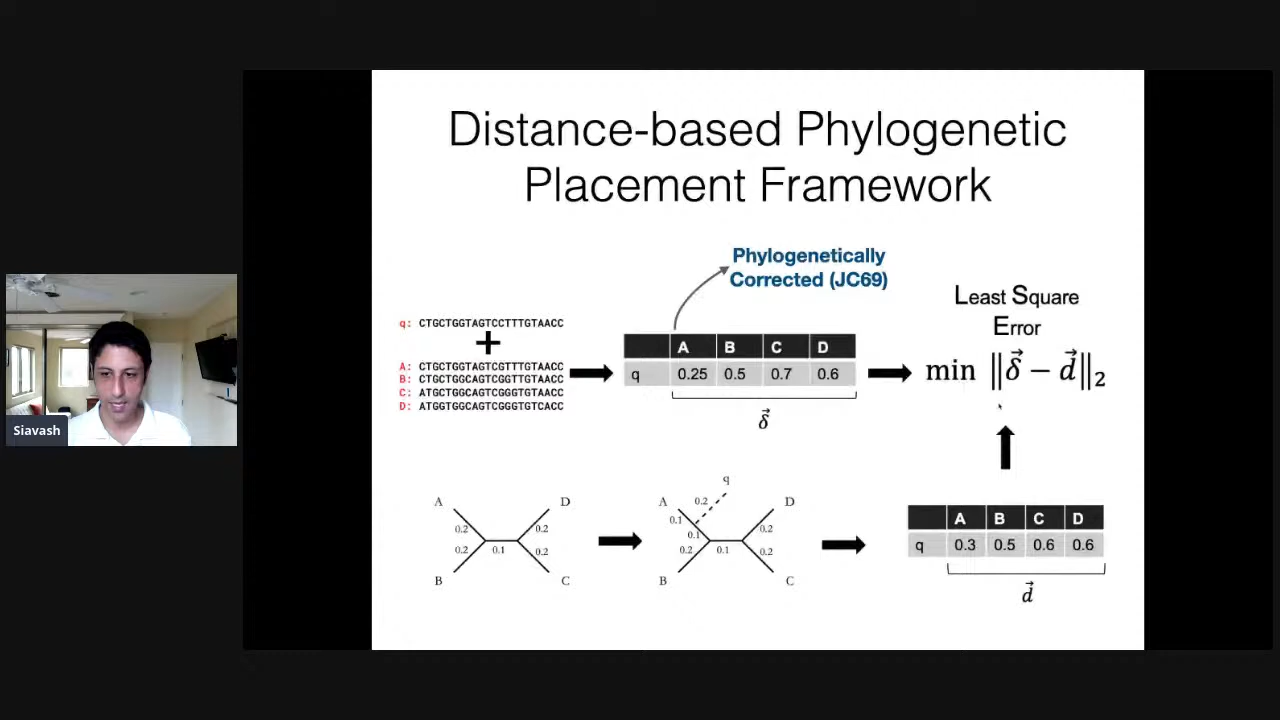 Distance-based Phylogenetic
Placement Framework
Phylogenetically
Corrected (JC69)
Least Square
Error
q: CTGCTGGTAGTCCTTTGTAACC
+
A: CTGCTGGTAGTCGTTTGTAACC
B: CTGCTGGCAGTCGGTTGTAACC
C: ATGCTGGCAGTCGGGTGTAACC
D: ATGGTGGCAGTCGGGTGTCACC
A B C D
q 0.25 0.5 0.7 0.6
δ⃗
min ‖δ⃗ − d⃗‖₂
Siavash
A D
0.2 0.2
0.2 0.1 0.2
B C
q
A 0.2 D
0.1 0.2
0.1
0.2 0.1 0.2
B C
A B C D
q 0.3 0.5 0.6 0.6
d⃗